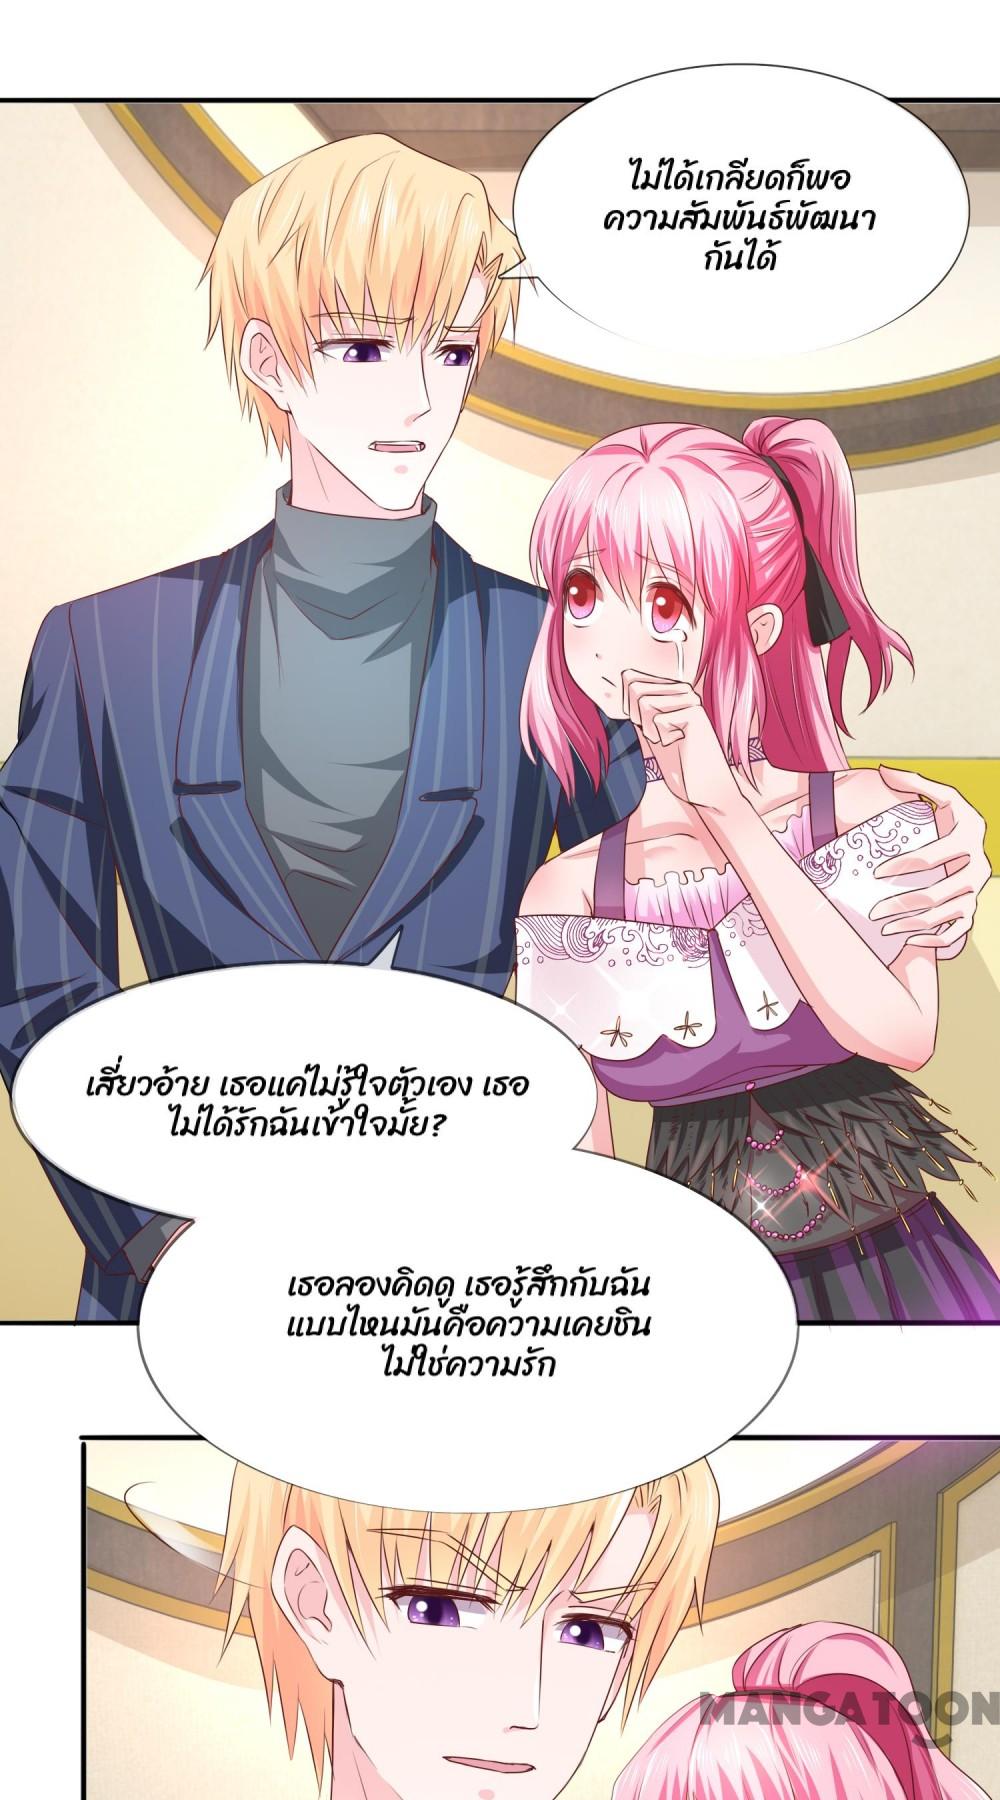 ไม่ได้เกลียดก็พอ
ความสัมพันธ์พัฒนา
กันได้
เสี่ยวอ้าย เธอแค่ไม่รู้ใจตัวเอง เธอ
ไม่ได้รักฉันเข้าใจมั้ย?
เธอลองคิดดู เธอรู้สึกกับฉัน
แบบไหนมันคือความเคยชิน
ไม่ใช่ความรัก
MANGATOON